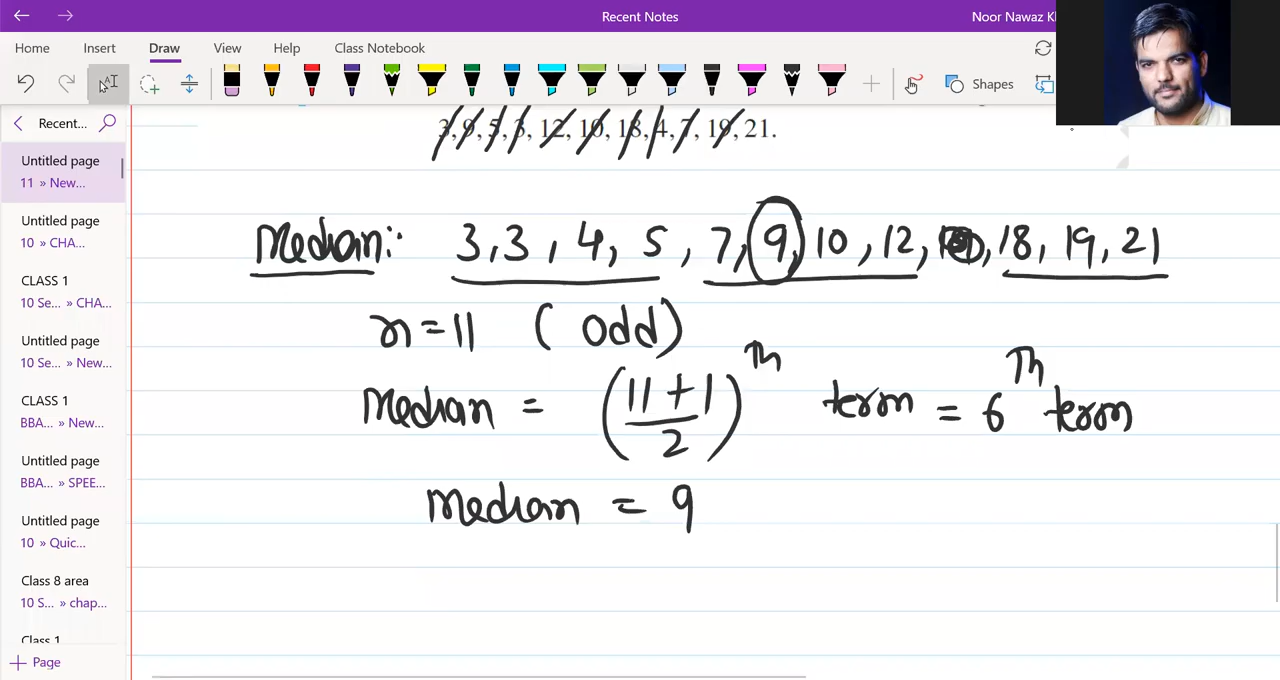 Recent Notes
Noor Nawaz Kh
Home Insert Draw View Help Class Notebook
Shapes
Recent...
3, 9, 5, 3, 12, 10, 18, 4, 7, 19, 21.
Untitled page
11 » New...
Untitled page
10 » CHA...
CLASS 1
10 Se... » CHA...
Untitled page
10 Se... » New...
CLASS 1
BBA... » New...
Untitled page
BBA... » SPEE...
Untitled page
10 » Quic...
Class 8 area
10 S... » chap...
Class 1
Page
Median: 3, 3, 4, 5, 7, 9, 10, 12, 18, 19, 21
n = 11 (odd)
median = (11 + 1 / 2)th term = 6th term
median = 9